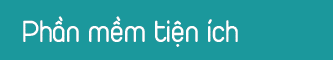 Phần mềm tiện ích